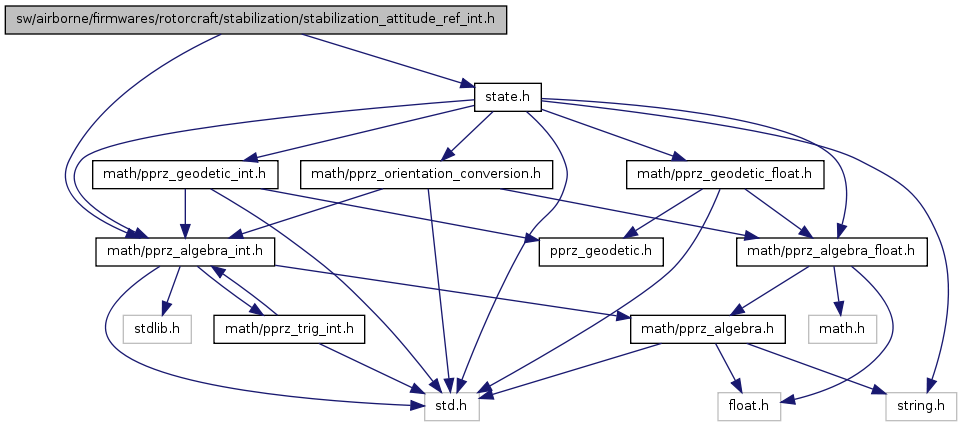 sw/airborne/firmwares/rotorcraft/stabilization/stabilization_attitude_ref_int.h
state.h
math/pprz_geodetic_int.h
math/pprz_orientation_conversion.h
math/pprz_geodetic_float.h
math/pprz_algebra_int.h
pprz_geodetic.h
math/pprz_algebra_float.h
stdlib.h
math/pprz_trig_int.h
math/pprz_algebra.h
math.h
std.h
float.h
string.h